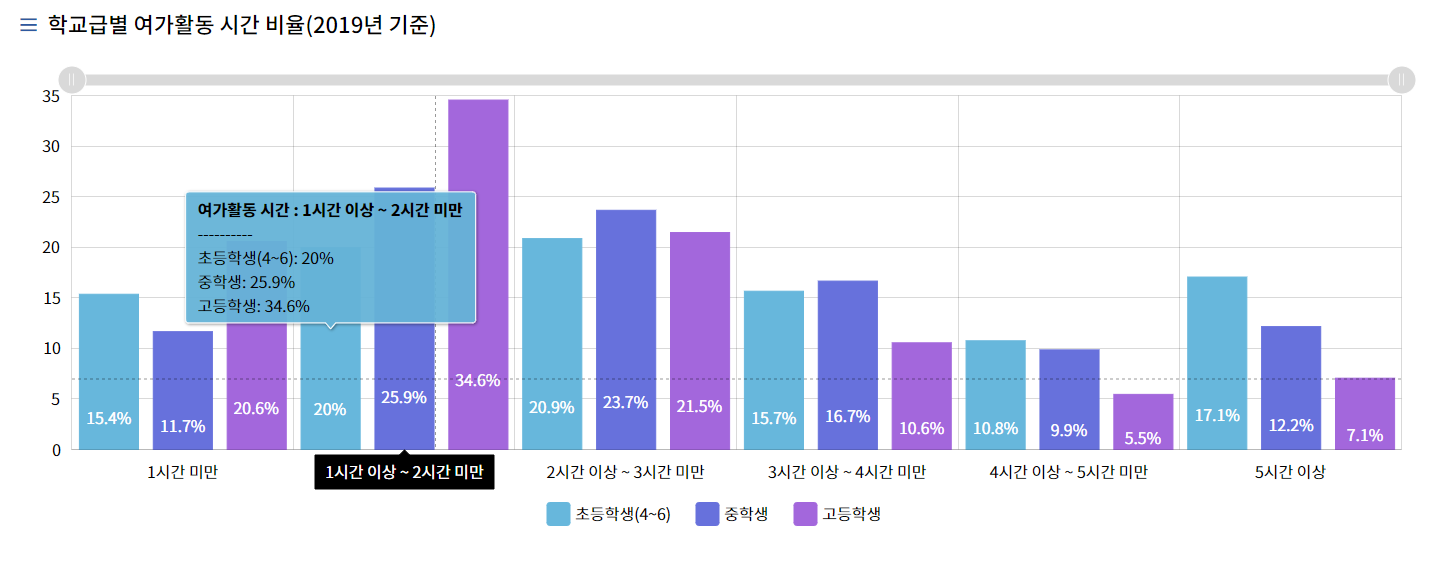 학교급별 여가활동 시간 비율(2019년 기준)
35
30
25
20
15
10
5
0
여가활동 시간 : 1시간 이상 ~ 2시간 미만
----------
초등학생(4~6): 20%
중학생: 25.9%
고등학생: 34.6%
15.4%
11.7%
20.6%
20%
25.9%
34.6%
20.9%
23.7%
21.5%
15.7%
16.7%
10.6%
10.8%
9.9%
5.5%
17.1%
12.2%
7.1%
1시간 미만
1시간 이상 ~ 2시간 미만
2시간 이상 ~ 3시간 미만
3시간 이상 ~ 4시간 미만
4시간 이상 ~ 5시간 미만
5시간 이상
초등학생(4~6)
중학생
고등학생